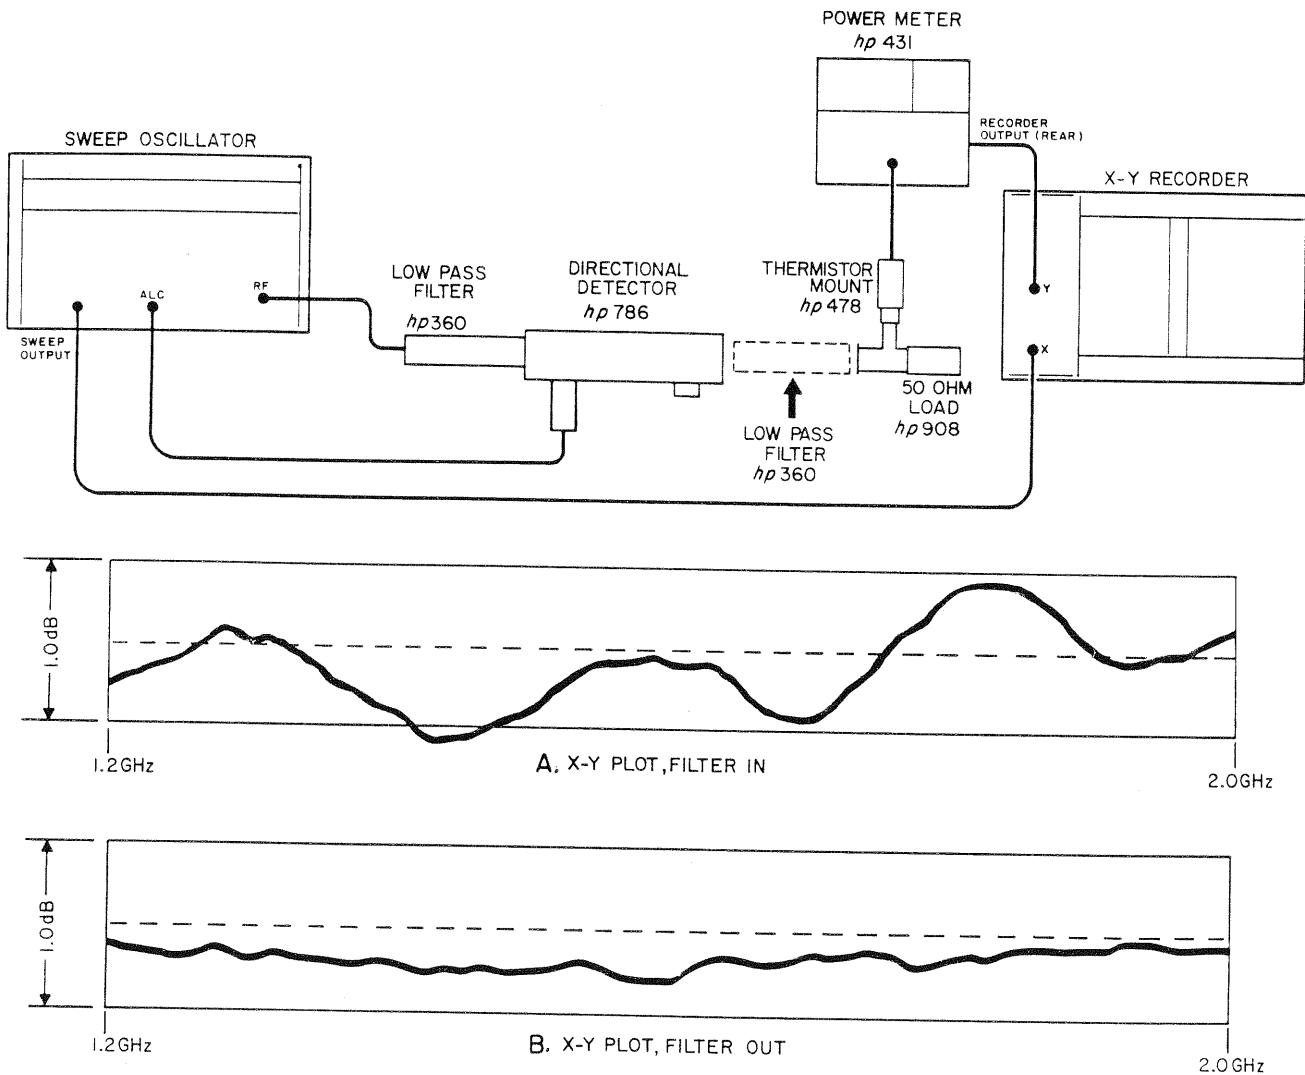 POWER METER
hp 431
SWEEP OSCILLATOR
RECORDER
OUTPUT (REAR)
X-Y RECORDER
LOW PASS
FILTER
hp 360
DIRECTIONAL
DETECTOR
hp 786
THERMISTOR
MOUNT
hp 478
ALC
RF
Y
X
SWEEP
OUTPUT
50 OHM
LOAD
hp 908
LOW PASS
FILTER
hp 360
1.0dB
1.2GHz
A. X-Y PLOT, FILTER IN
2.0GHz
1.0dB
1.2GHz
B. X-Y PLOT, FILTER OUT
2.0GHz